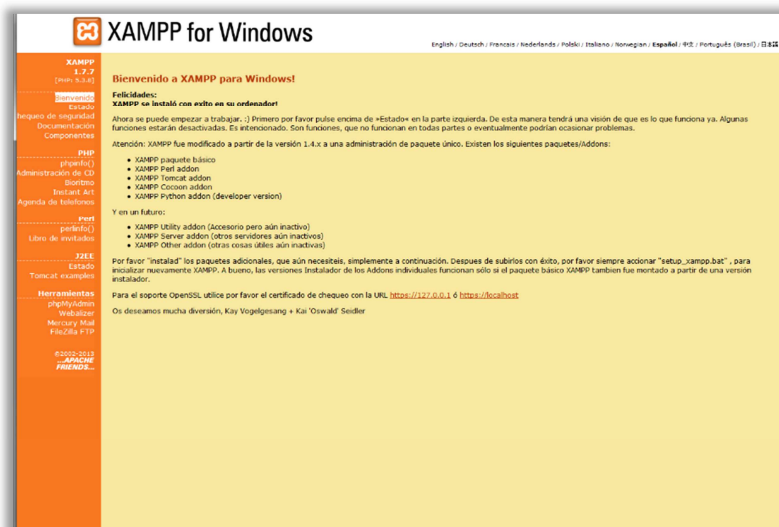 XAMPP for Windows
English / Deutsch / Francais / Nederlands / Polski / Italiano / Norwegian / Español / 中文 / Português (Brasil) / 日本語
XAMPP
1.7.7
[PHP: 5.3.8]
Bienvenido
Estado
hequeo de seguridad
Documentación
Componentes
PHP
phpinfo()
Administración de CD
Bioritmo
Instant Art
Agenda de telefonos
Perl
perlinfo()
Libro de invitados
J2EE
Estado
Tomcat examples
Herramientas
phpMyAdmin
Webalizer
Mercury Mail
FileZilla FTP
©2002-2013
...APACHE
FRIENDS...
Bienvenido a XAMPP para Windows!
Felicidades:
XAMPP se instaló con exito en su ordenador!
Ahora se puede empezar a trabajar. :) Primero por favor pulse encima de »Estado« en la parte izquierda. De esta manera tendrá una visión de que es lo que funciona ya. Algunas
funciones estarán desactivadas. Es intencionado. Son funciones, que no funcionan en todas partes o eventualmente podrían ocasionar problemas.
Atención: XAMPP fue modificado a partir de la versión 1.4.x a una administración de paquete único. Existen los siguientes paquetes/Addons:
• XAMPP paquete básico
• XAMPP Perl addon
• XAMPP Tomcat addon
• XAMPP Cocoon addon
• XAMPP Python addon (developer version)
Y en un futuro:
• XAMPP Utility addon (Accesorio pero aún inactivo)
• XAMPP Server addon (otros servidores aún inactivos)
• XAMPP Other addon (otras cosas útiles aún inactivas)
Por favor "instalad" los paquetes adicionales, que aún necesiteis, simplemente a continuación. Despues de subirlos con éxito, por favor siempre accionar "setup_xampp.bat" , para
inicializar nuevamente XAMPP. A bueno, las versiones Instalador de los Addons individuales funcionan sólo si el paquete básico XAMPP tambien fue montado a partir de una versión
instalador.
Para el soporte OpenSSL utilice por favor el certificado de chequeo con la URL https://127.0.0.1 ó https://localhost
Os deseamos mucha diversión, Kay Vogelgesang + Kai 'Oswald' Seidler